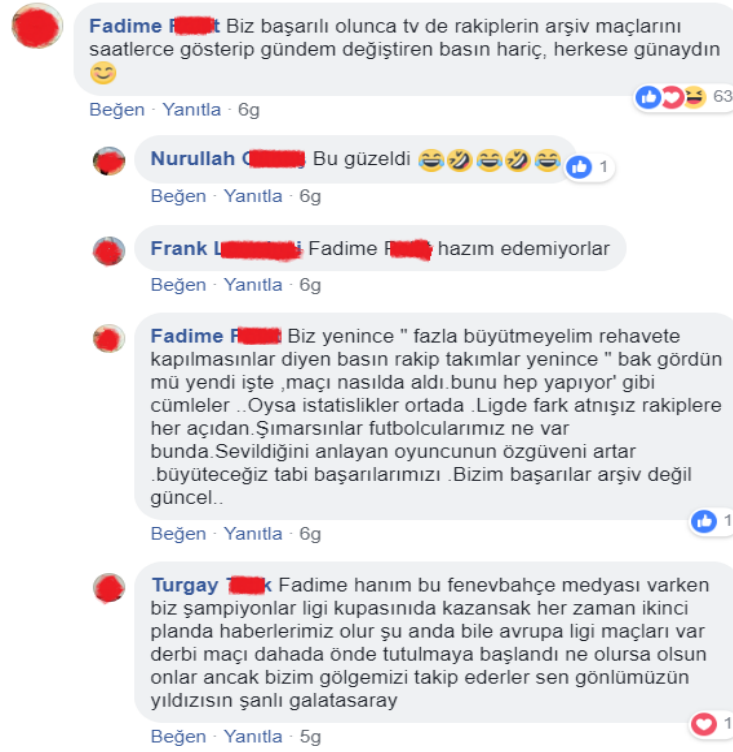 Fadime Biz başarılı olunca tv de rakiplerin arşiv maçlarını
saatlerce gösterip gündem değiştiren basın hariç, herkese günaydın
😊
63
Beğen · Yanıtla · 6g
Nurullah Bu güzeldi 😂🤣😂🤣😂
1
Beğen · Yanıtla · 6g
Frank Fadime hazım edemiyorlar
Beğen · Yanıtla · 6g
Fadime Biz yenince " fazla büyütmeyelim rehavete
kapılmasınlar diyen basın rakip takımlar yenince " bak gördün
mü yendi işte ,maçı nasılda aldı.bunu hep yapıyor' gibi
cümleler ..Oysa istatislikler ortada .Ligde fark atnışız rakiplere
her açıdan.Şımarsınlar futbolcularımız ne var
bunda.Sevildiğini anlayan oyuncunun özgüveni artar
.büyüteceğiz tabi başarılarımızı .Bizim başarılar arşiv değil
güncel..
1
Beğen · Yanıtla · 6g
Turgay Fadime hanım bu fenevbahçe medyası varken
biz şampiyonlar ligi kupasınıda kazansak her zaman ikinci
planda haberlerimiz olur şu anda bile avrupa ligi maçları var
derbi maçı dahada önde tutulmaya başlandı ne olursa olsun
onlar ancak bizim gölgemizi takip ederler sen gönlümüzün
yıldızısın şanlı galatasaray
1
Beğen · Yanıtla · 5g